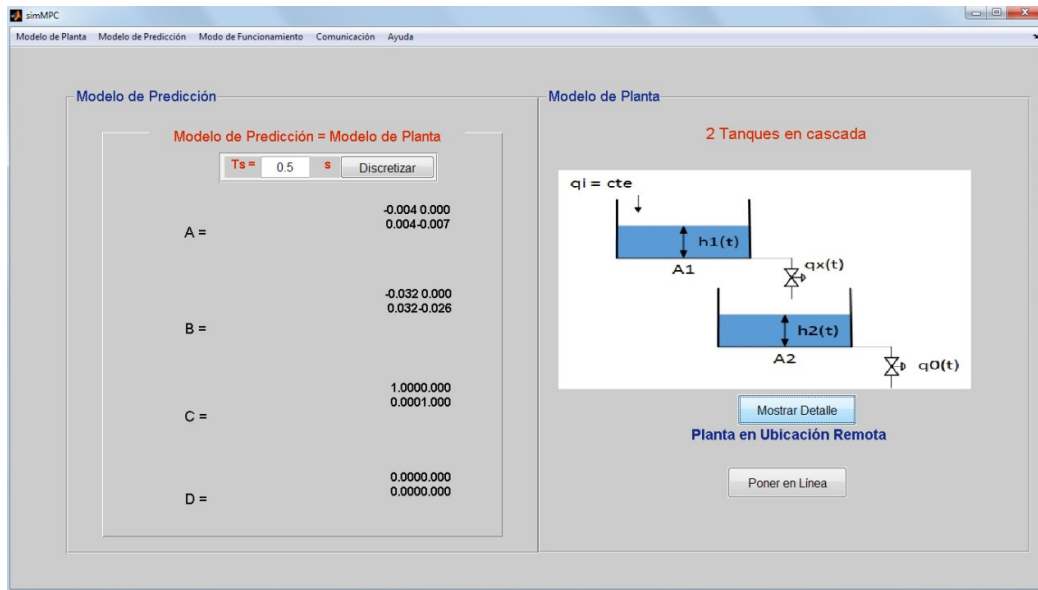 simMPC
Modelo de Planta Modelo de Predicción Modo de Funcionamiento Comunicación Ayuda
Modelo de Predicción
Modelo de Predicción = Modelo de Planta
Ts = 0.5 s Discretizar
A =
-0.004 0.000
0.004-0.007
B =
-0.032 0.000
0.032-0.026
C =
1.0000.000
0.0001.000
D =
0.0000.000
0.0000.000
Modelo de Planta
2 Tanques en cascada
qi = cte
h1(t)
A1
qx(t)
h2(t)
A2
q0(t)
Mostrar Detalle
Planta en Ubicación Remota
Poner en Línea